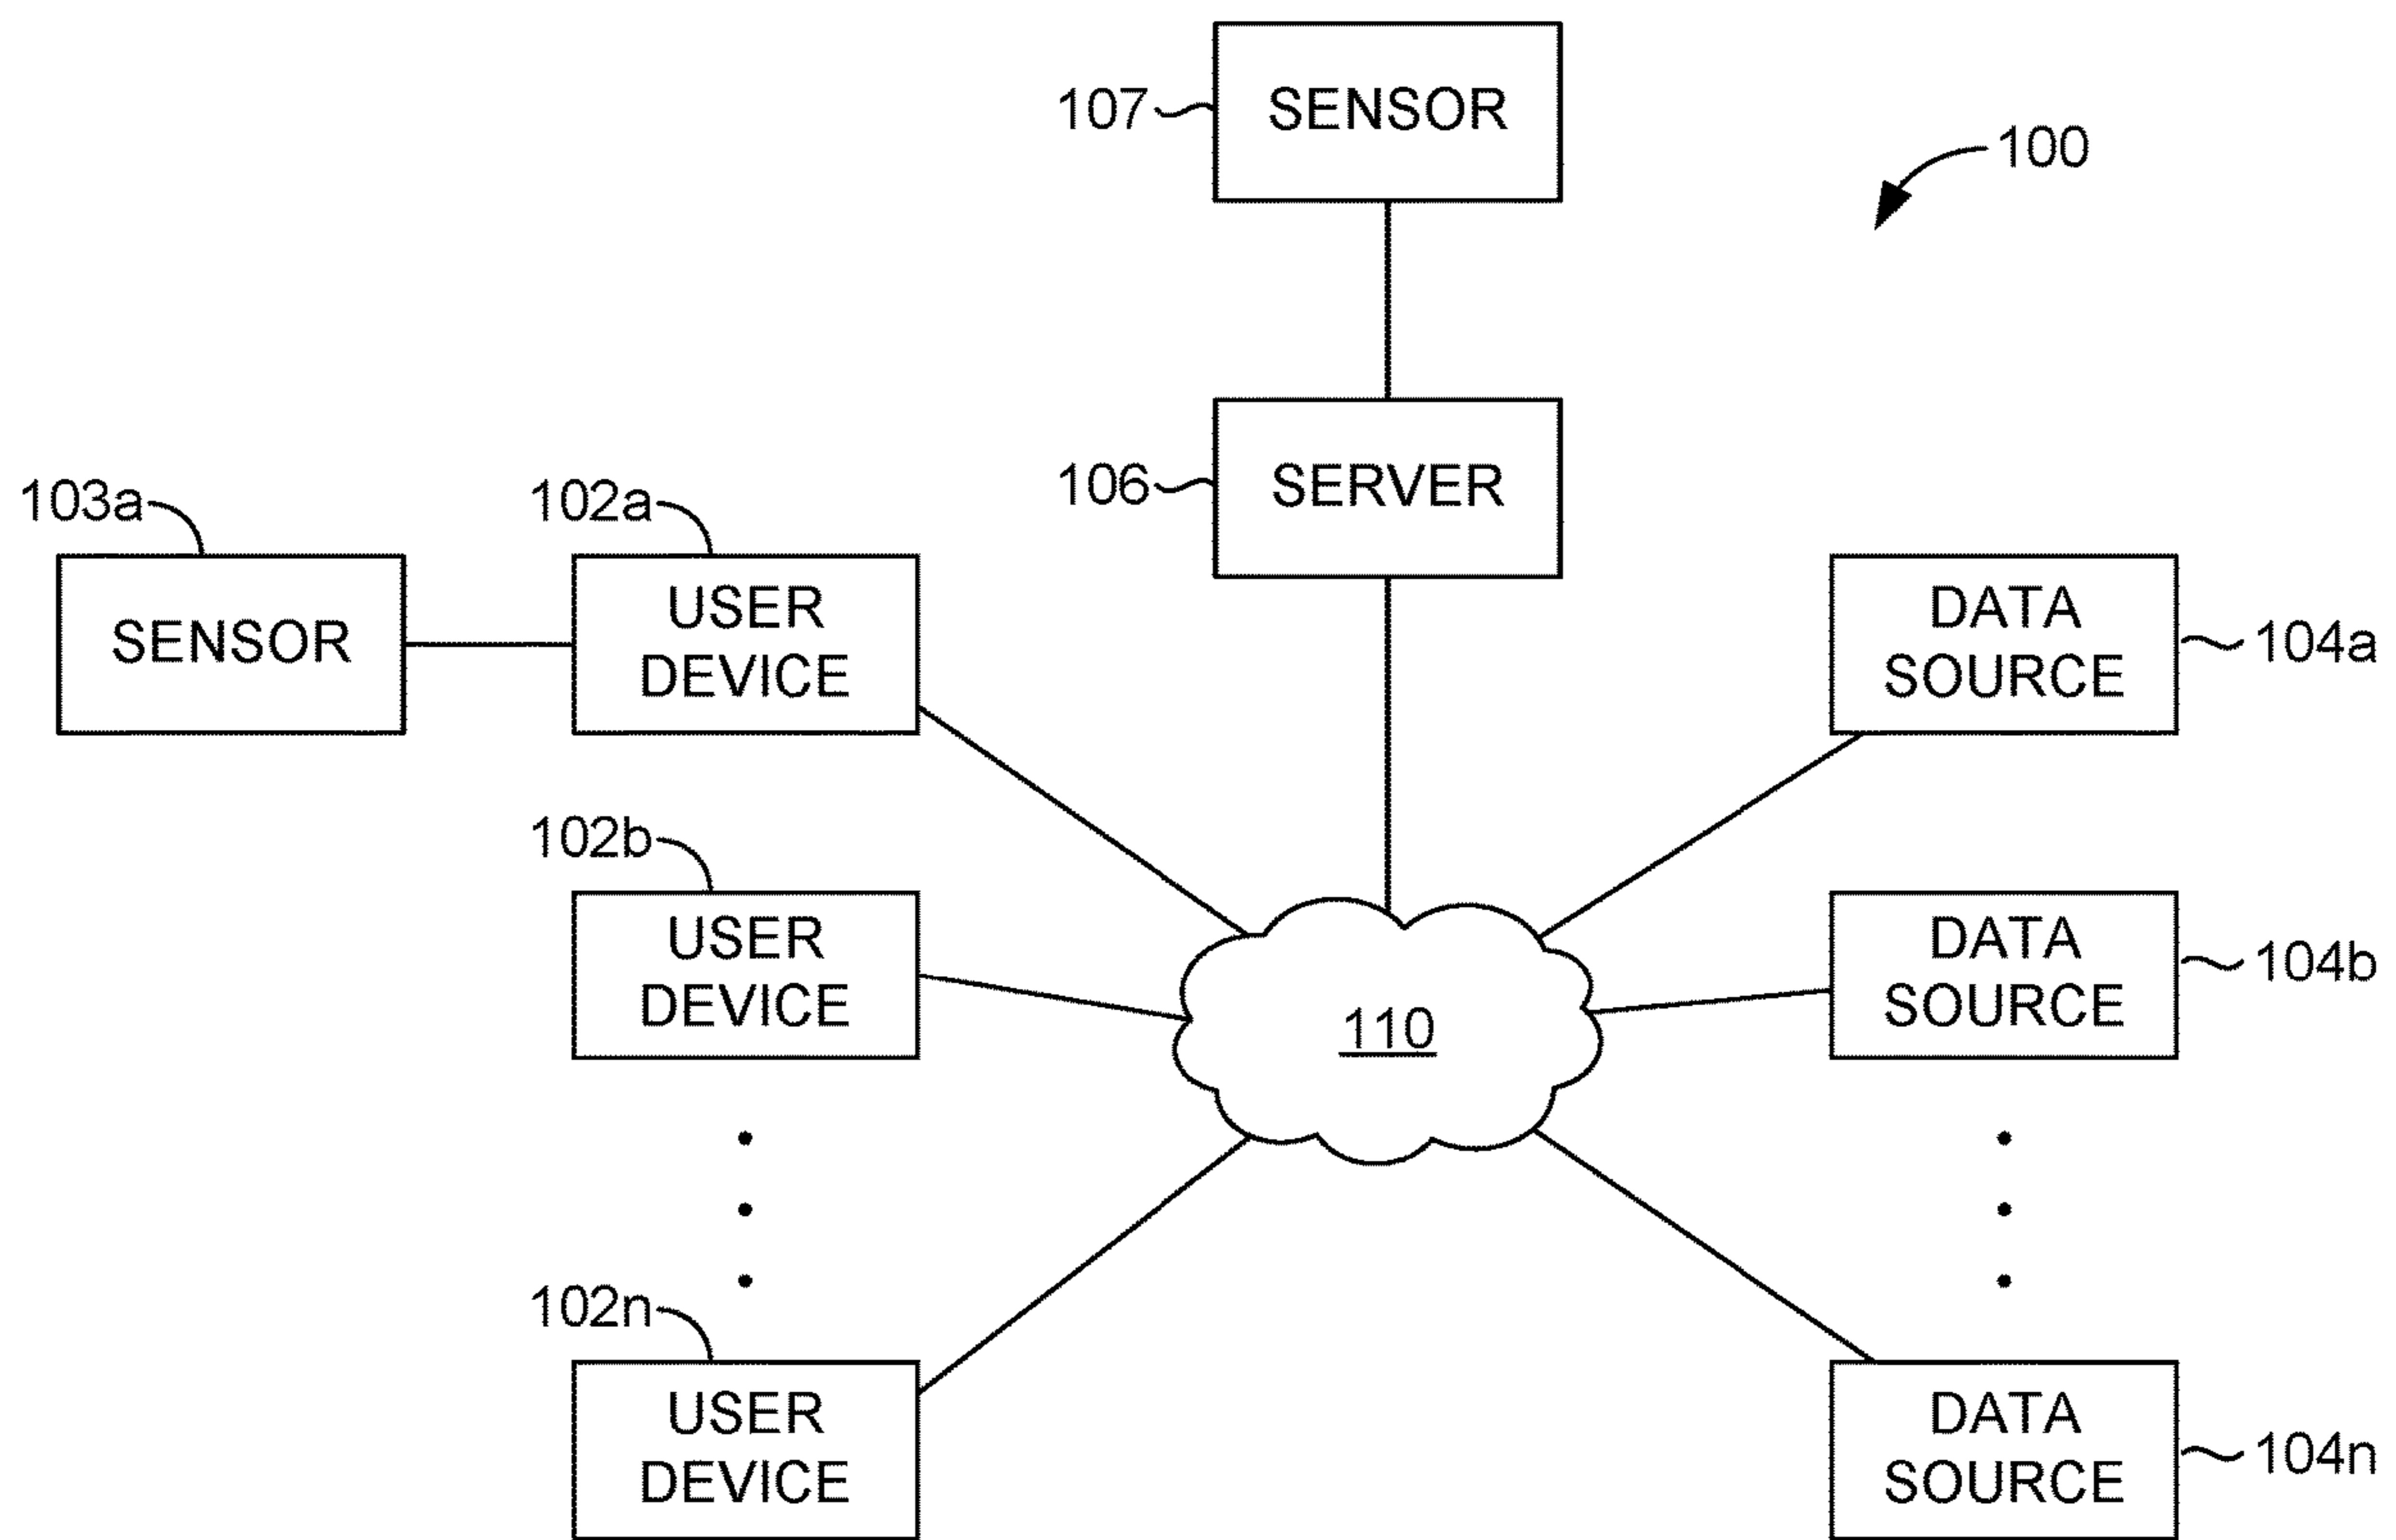 107
SENSOR
100
106
SERVER
103a
SENSOR
102a
USER
DEVICE
DATA
SOURCE
104a
102b
USER
DEVICE
110
DATA
SOURCE
104b
102n
USER
DEVICE
DATA
SOURCE
104n